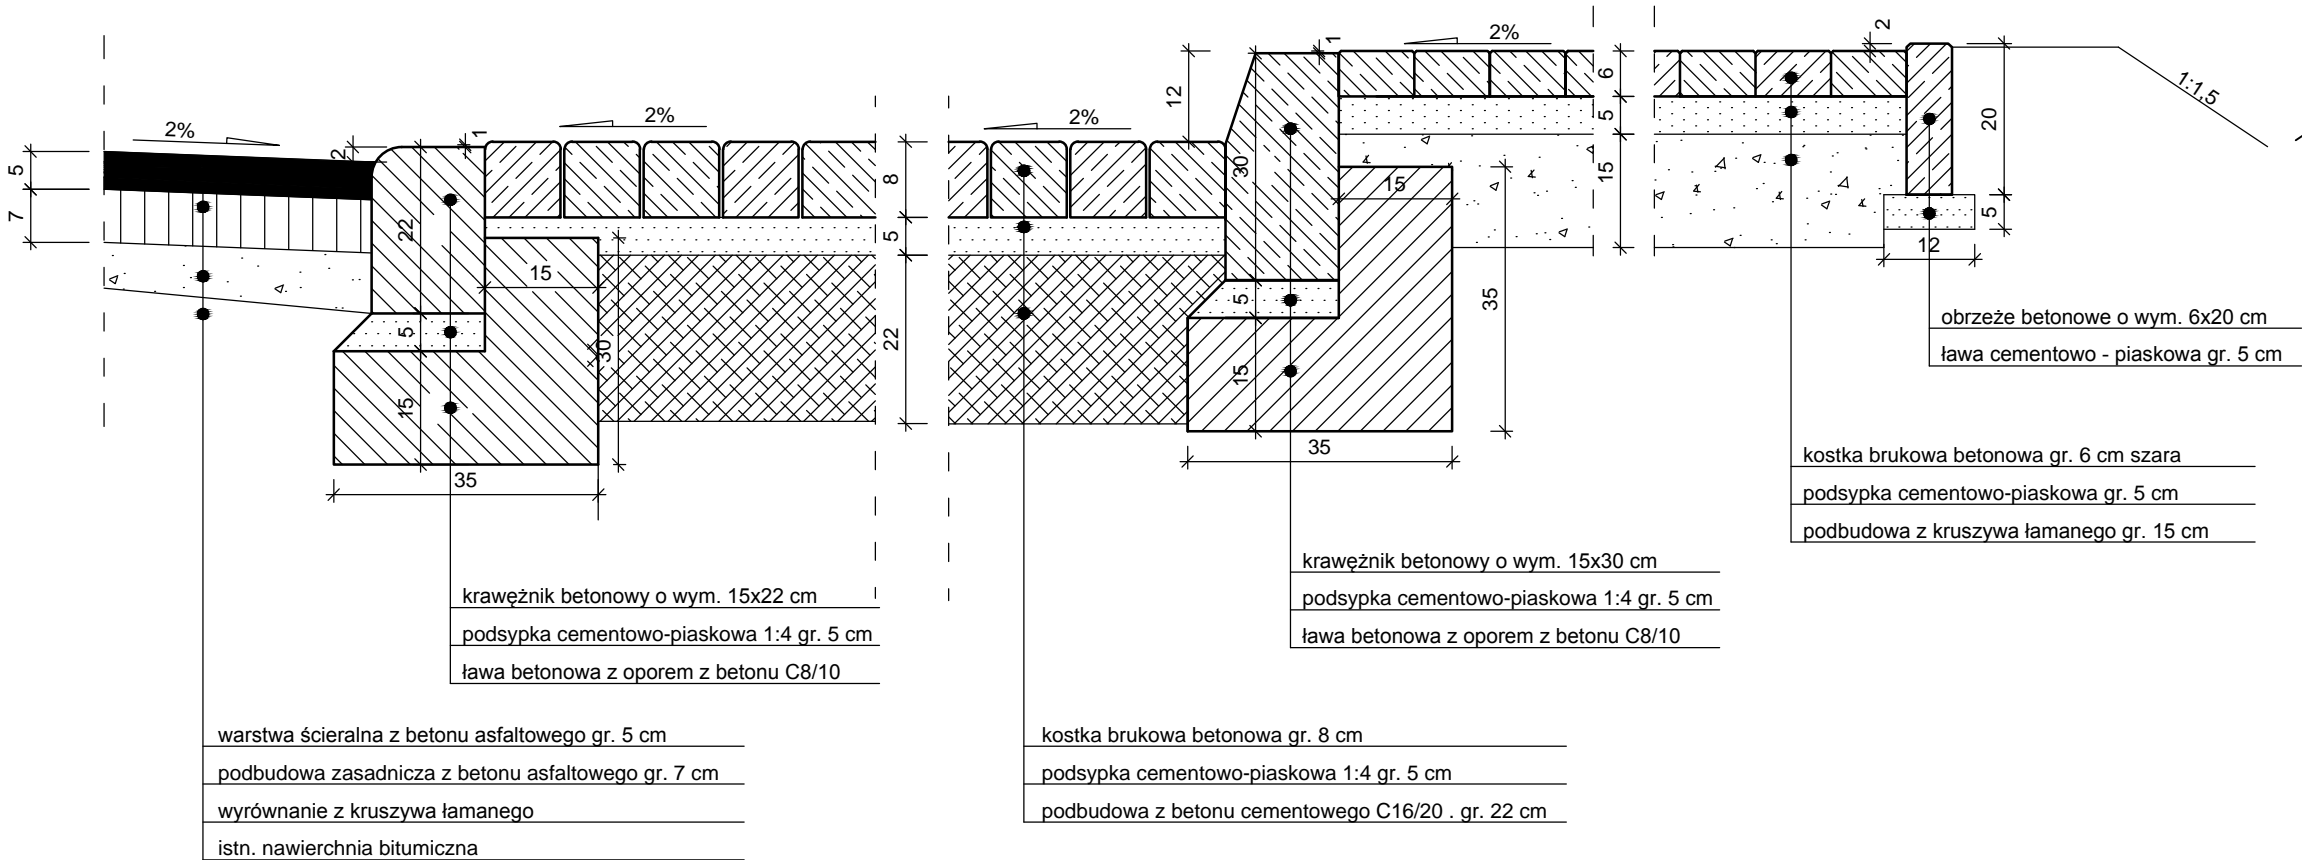 2%
5
7
2
1
22
5
15
15
30
35
2%
8
5
22
2%
12
1
30
5
15
15
35
35
2%
6
5
15
2
20
5
12
1:1,5
obrzeże betonowe o wym. 6x20 cm
ława cementowo - piaskowa gr. 5 cm
kostka brukowa betonowa gr. 6 cm szara
podsypka cementowo-piaskowa gr. 5 cm
podbudowa z kruszywa łamanego gr. 15 cm
krawężnik betonowy o wym. 15x30 cm
podsypka cementowo-piaskowa 1:4 gr. 5 cm
ława betonowa z oporem z betonu C8/10
krawężnik betonowy o wym. 15x22 cm
podsypka cementowo-piaskowa 1:4 gr. 5 cm
ława betonowa z oporem z betonu C8/10
warstwa ścieralna z betonu asfaltowego gr. 5 cm
podbudowa zasadnicza z betonu asfaltowego gr. 7 cm
wyrównanie z kruszywa łamanego
istn. nawierchnia bitumiczna
kostka brukowa betonowa gr. 8 cm
podsypka cementowo-piaskowa 1:4 gr. 5 cm
podbudowa z betonu cementowego C16/20 . gr. 22 cm